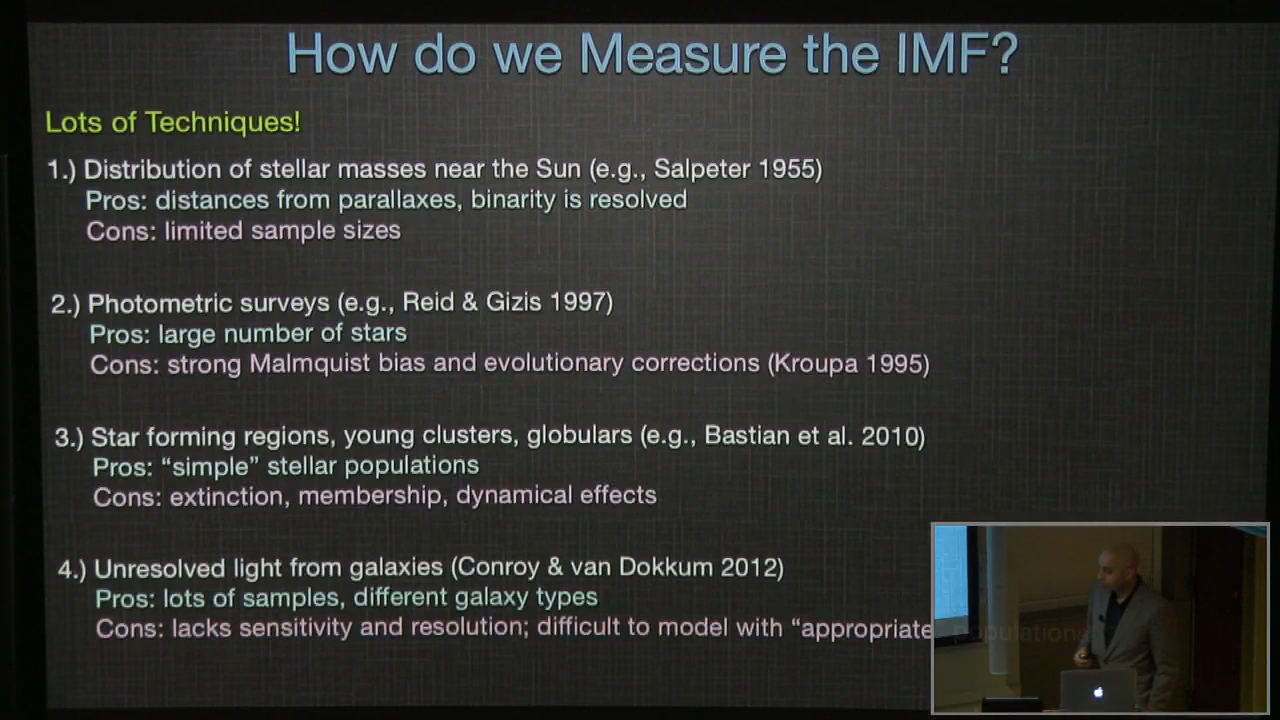 How do we Measure the IMF?
Lots of Techniques!
1.) Distribution of stellar masses near the Sun (e.g., Salpeter 1955)
Pros: distances from parallaxes, binarity is resolved
Cons: limited sample sizes
2.) Photometric surveys (e.g., Reid & Gizis 1997)
Pros: large number of stars
Cons: strong Malmquist bias and evolutionary corrections (Kroupa 1995)
3.) Star forming regions, young clusters, globulars (e.g., Bastian et al. 2010)
Pros: “simple” stellar populations
Cons: extinction, membership, dynamical effects
4.) Unresolved light from galaxies (Conroy & van Dokkum 2012)
Pros: lots of samples, different galaxy types
Cons: lacks sensitivity and resolution; difficult to model with “appropriate populations